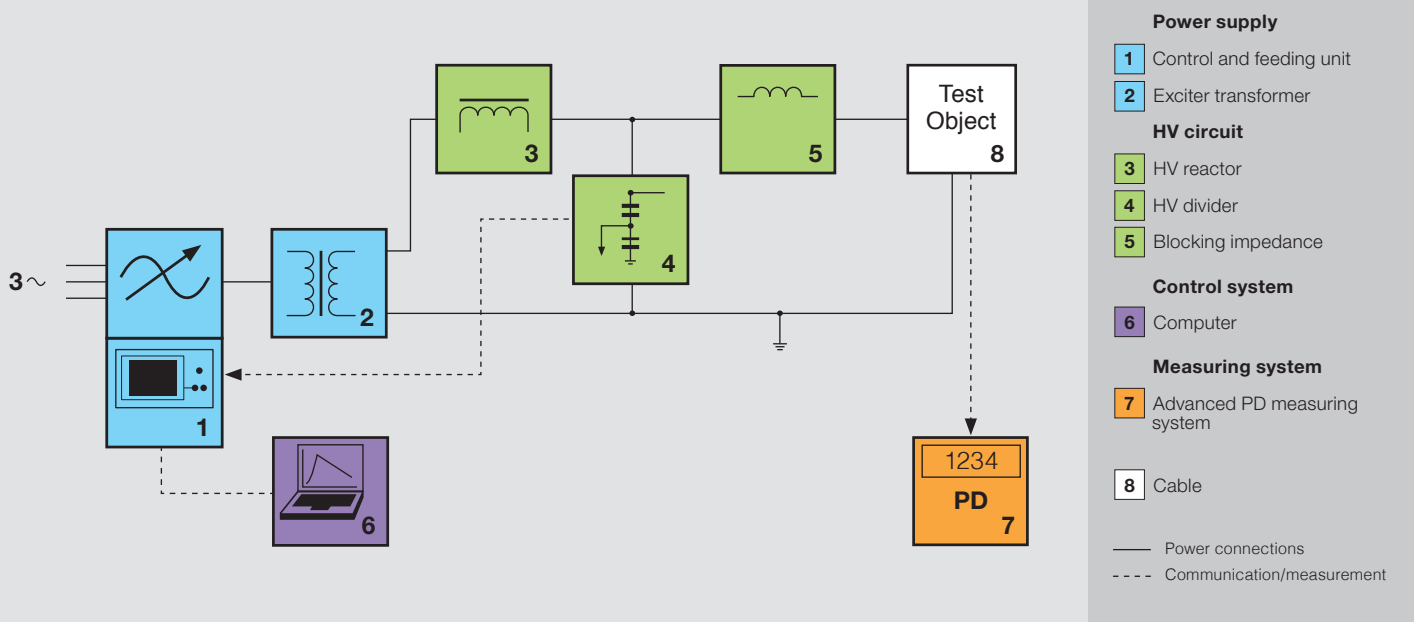 3~
1
2
3
4
5
Test
Object
8
6
1234
PD
7
Power supply
1 Control and feeding unit
2 Exciter transformer
HV circuit
3 HV reactor
4 HV divider
5 Blocking impedance
Control system
6 Computer
Measuring system
7 Advanced PD measuring
system
8 Cable
Power connections
Communication/measurement